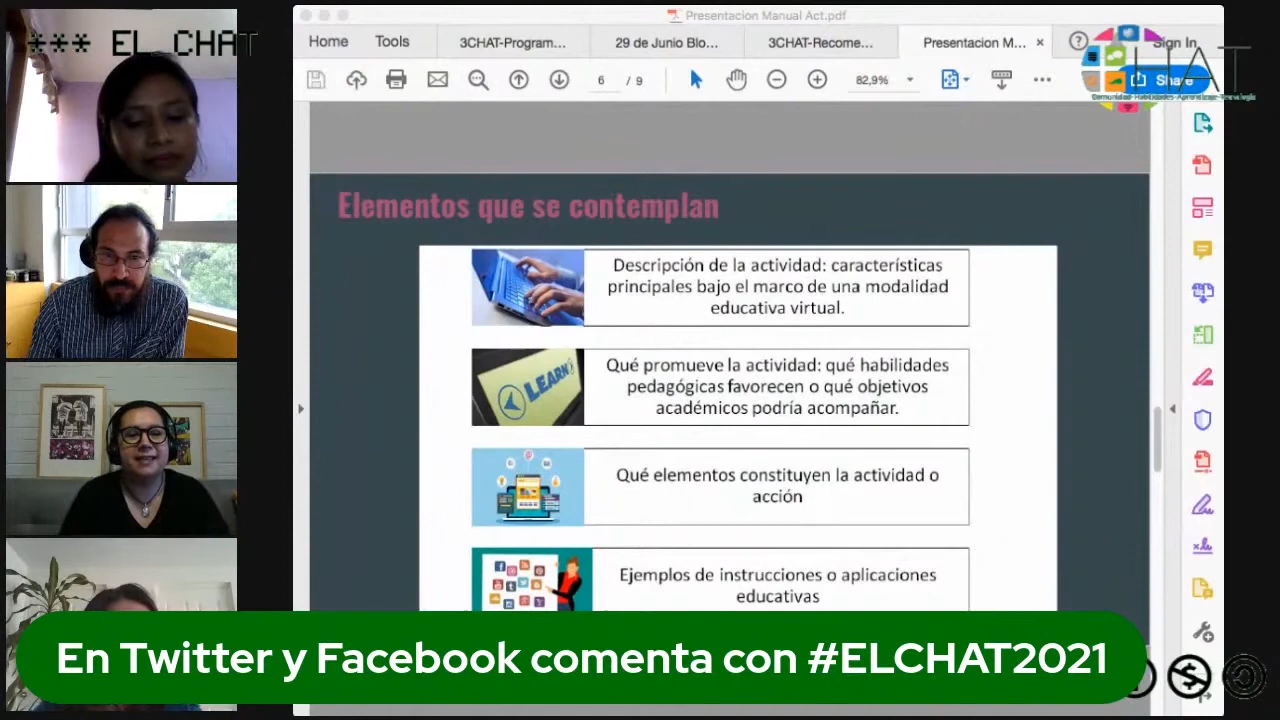 *** EL CHAT
Presentacion Manual Act.pdf
Home
Tools
3CHAT-Program...
29 de Junio Blo...
3CHAT-Recome...
Presentacion M...
Sign In
HAT
6 / 9
82,9%
Share
Elementos que se contemplan
Descripción de la actividad: características
principales bajo el marco de una modalidad
educativa virtual.
LEARN
Qué promueve la actividad: qué habilidades
pedagógicas favorecen o qué objetivos
académicos podría acompañar.
Qué elementos constituyen la actividad o
acción
Ejemplos de instrucciones o aplicaciones
educativas
En Twitter y Facebook comenta con #ELCHAT2021